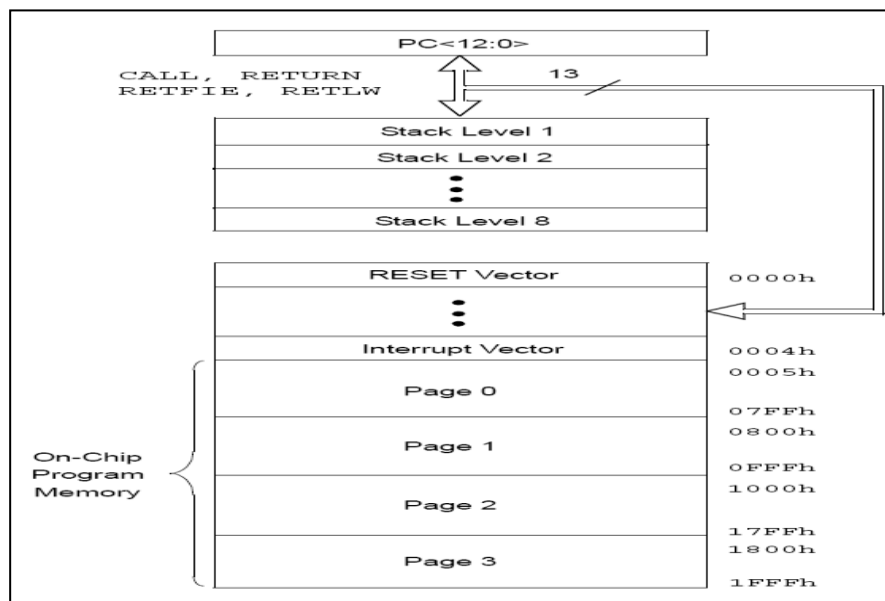 PC<12:0>
CALL, RETURN
RETFIE, RETLW
13
Stack Level 1
Stack Level 2
Stack Level 8
RESET Vector
0000h
Interrupt Vector
0004h
0005h
Page 0
07FFh
0800h
Page 1
0FFFh
1000h
On-Chip
Program
Memory
Page 2
17FFh
1800h
Page 3
1FFFh